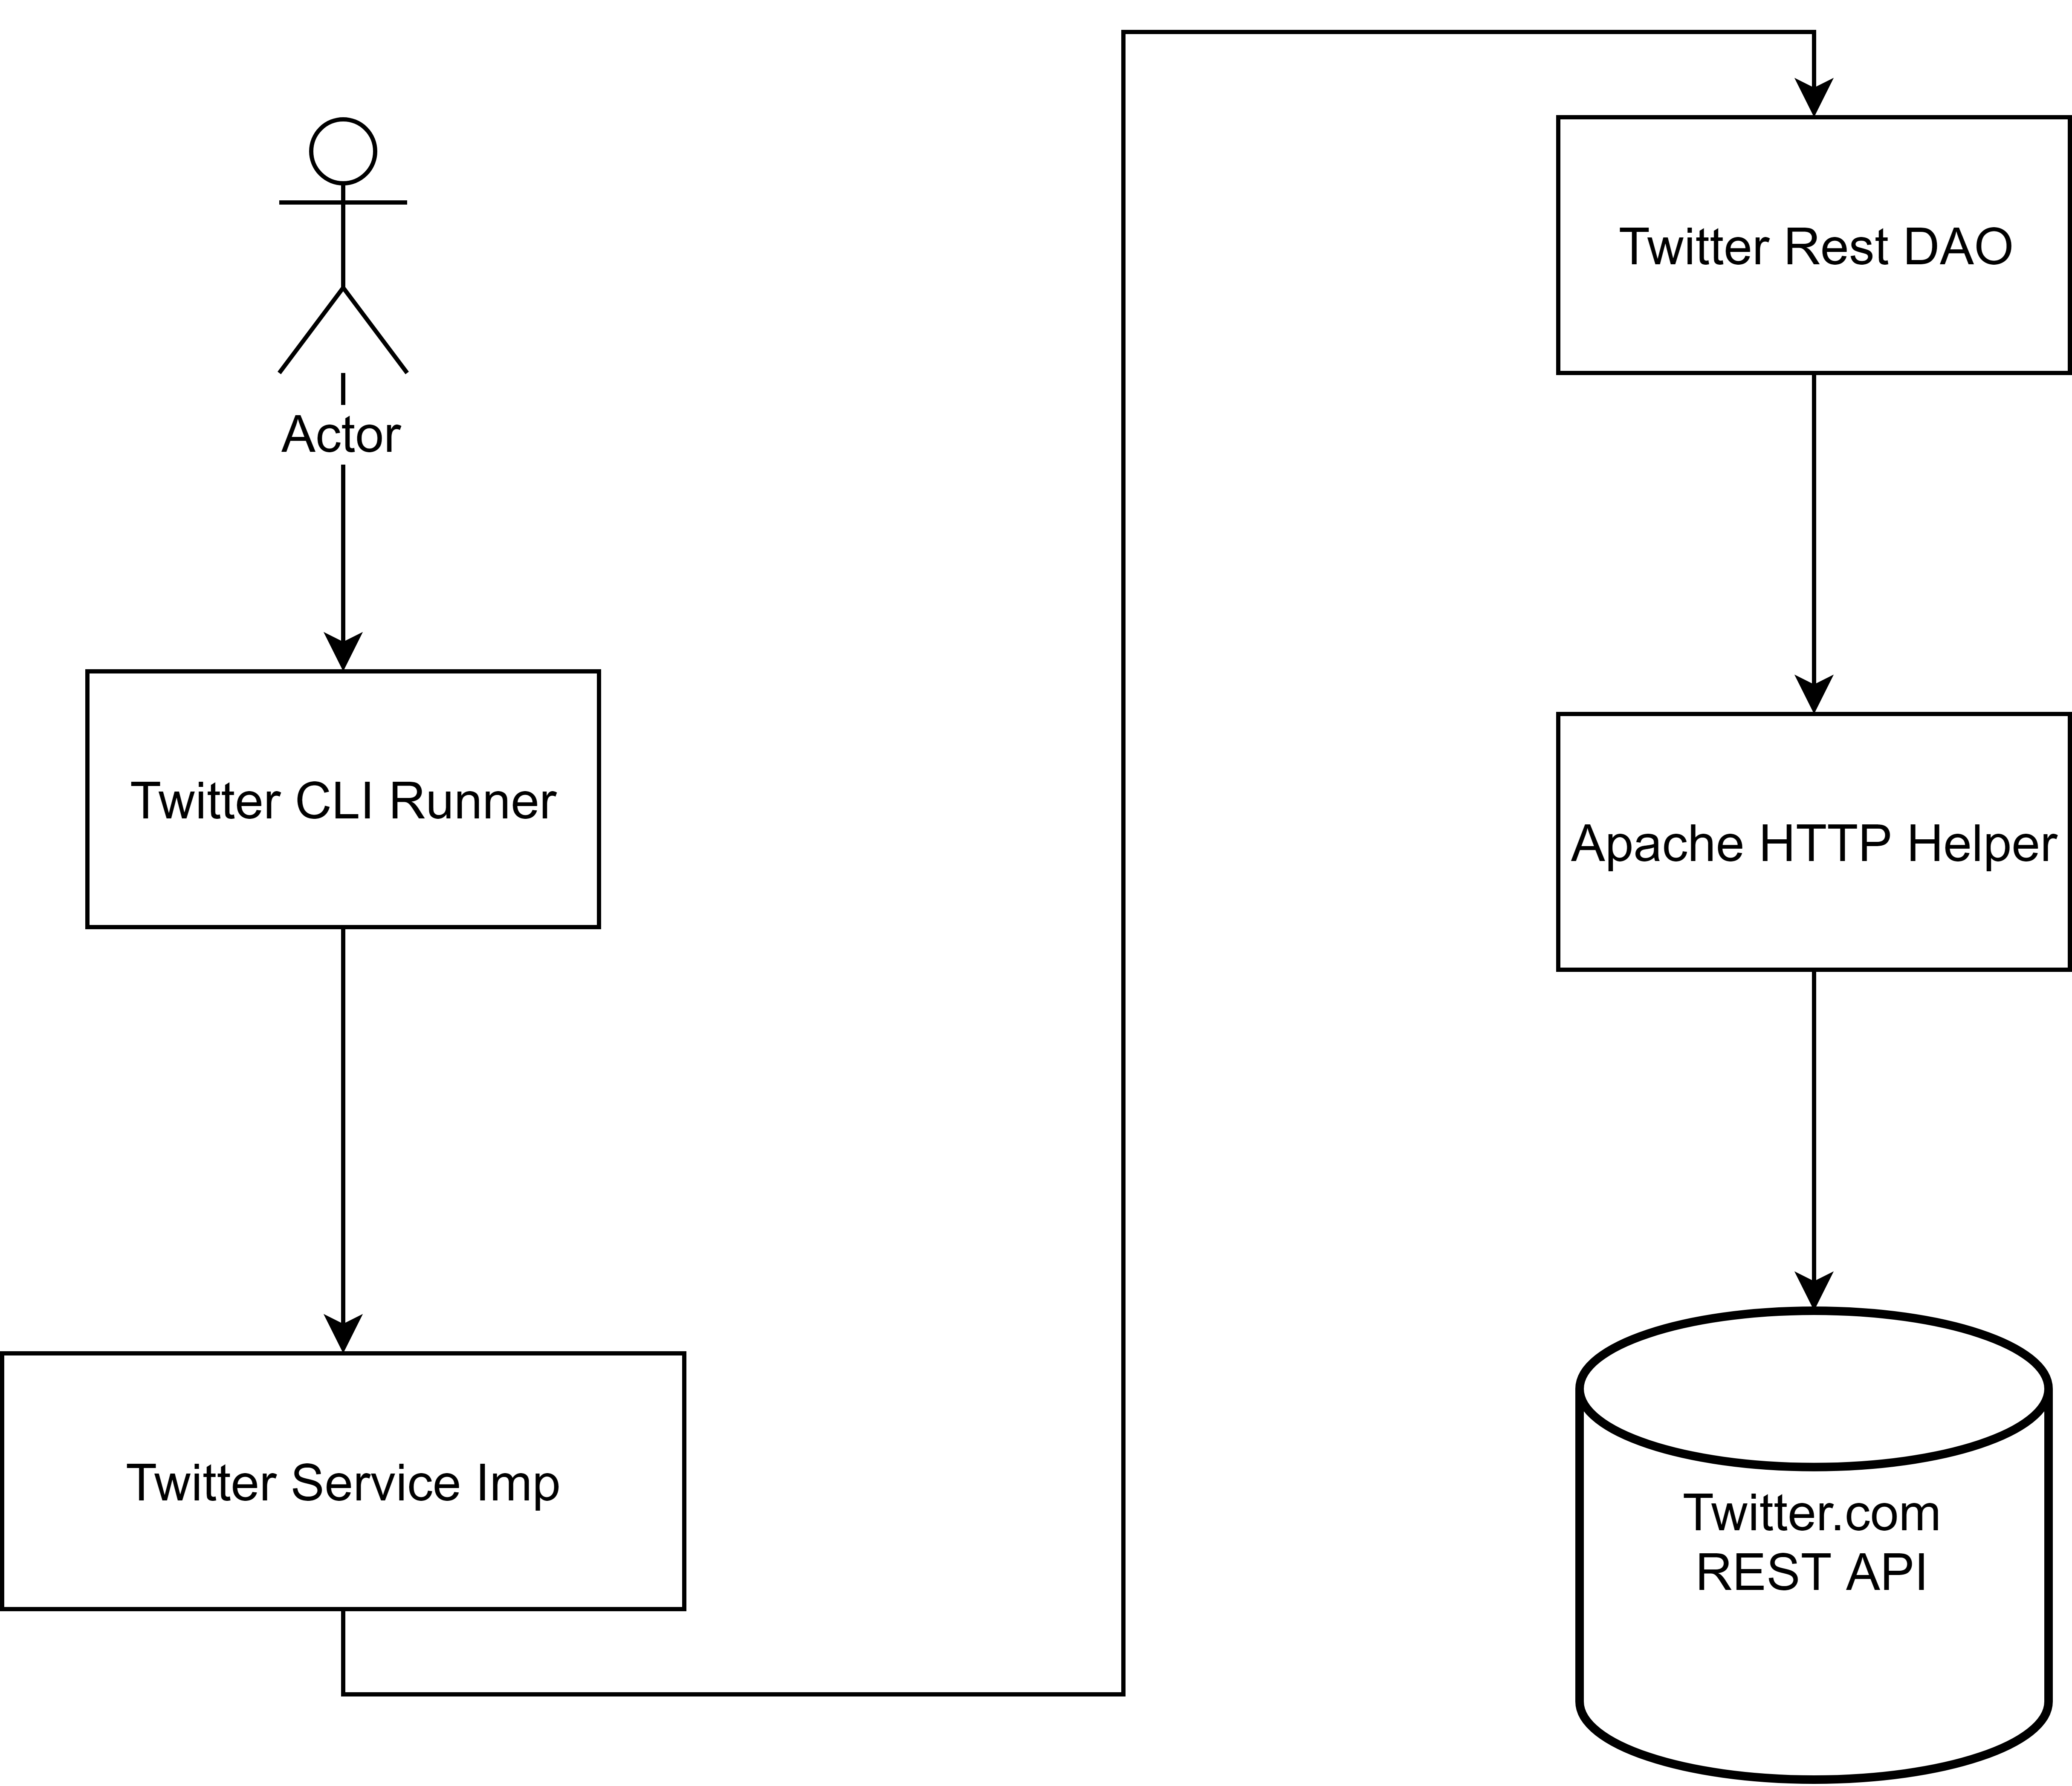 Actor
Twitter CLI Runner
Twitter Service Imp
Twitter Rest DAO
Apache HTTP Helper
Twitter.com
REST API